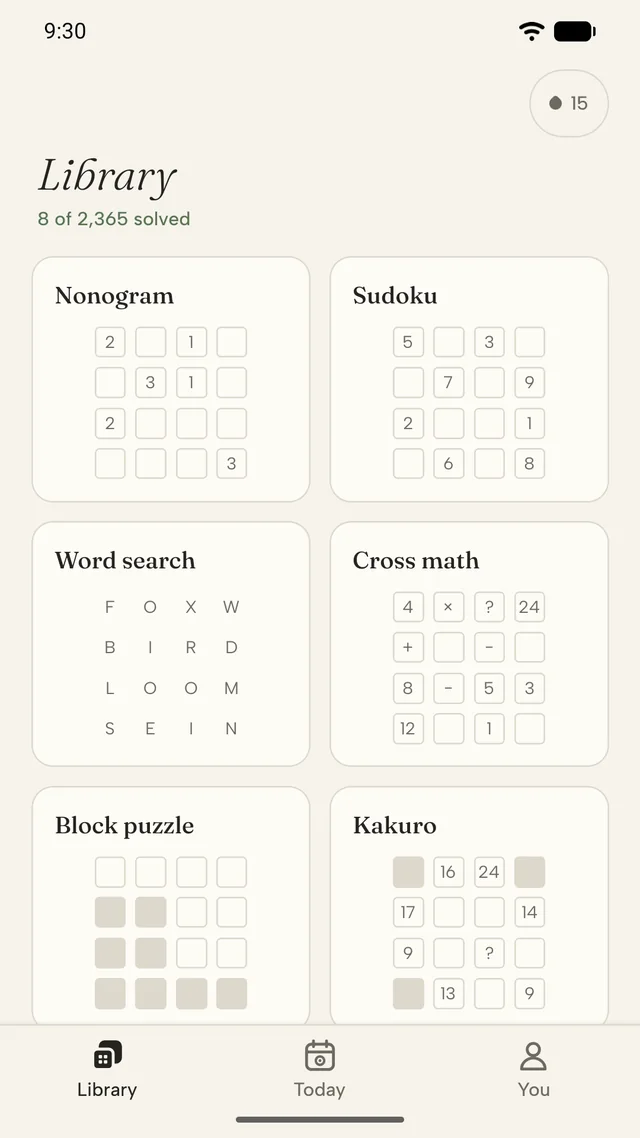 9:30
15
Library
8 of 2,365 solved
Nonogram
2 1
3 1
2
3
Sudoku
5 3
7 9
2 1
6 8
Word search
F O X W
B I R D
L O O M
S E I N
Cross math
4 × ? 24
+ -
8 - 5 3
12 1
Block puzzle
Kakuro
16 24
17 14
9 ?
13 9
Library
Today
You